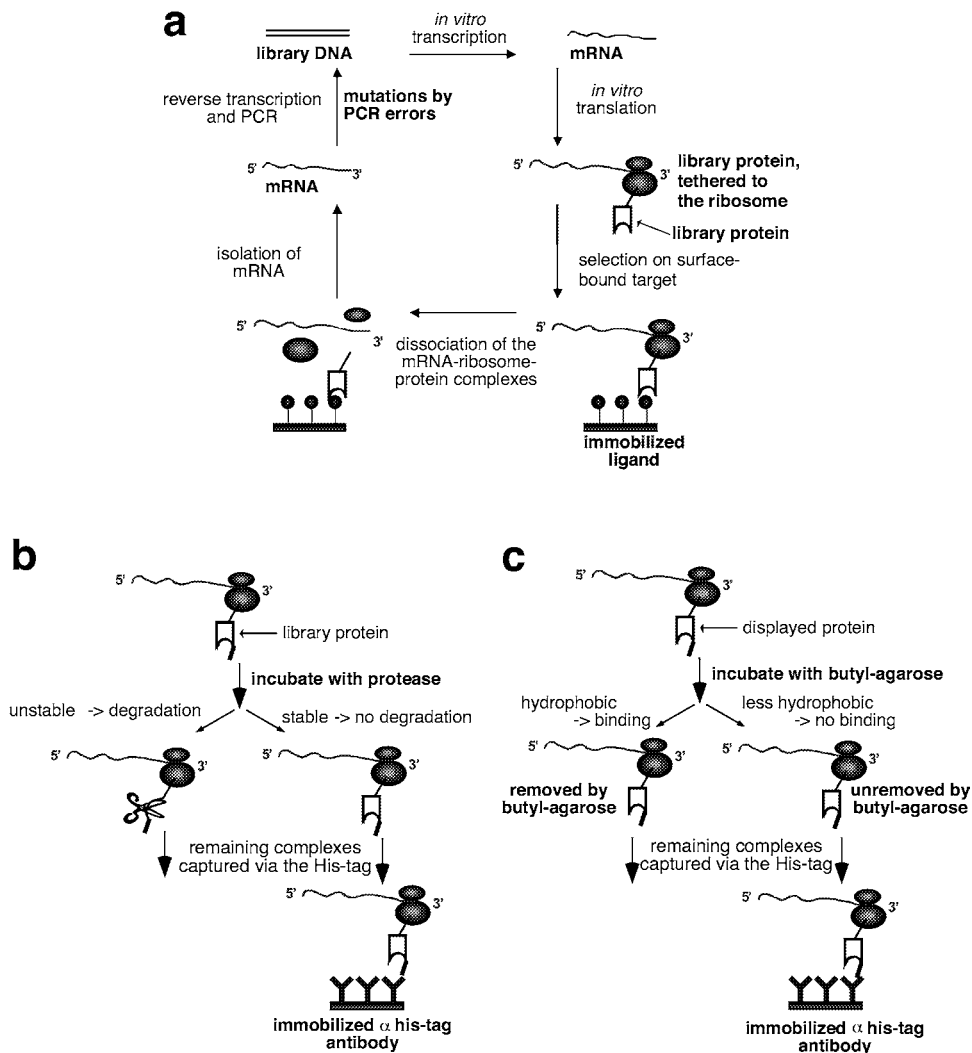 a
library DNA
in vitro
transcription
mRNA
reverse transcription
and PCR
mutations by
PCR errors
in vitro
translation
5'
3'
mRNA
5'
3'
library protein,
tethered to
the ribosome
library protein
isolation of
mRNA
selection on surface-
bound target
5'
3'
dissociation of the
mRNA-ribosome-
protein complexes
5'
3'
immobilized
ligand
b
5'
3'
library protein
incubate with protease
unstable -> degradation
stable -> no degradation
5'
3'
5'
3'
remaining complexes
captured via the His-tag
5'
3'
immobilized α his-tag
antibody
c
5'
3'
displayed protein
incubate with butyl-agarose
hydrophobic
-> binding
less hydrophobic
-> no binding
5'
3'
removed by
butyl-agarose
5'
3'
unremoved by
butyl-agarose
remaining complexes
captured via the His-tag
5'
3'
immobilized α his-tag
antibody